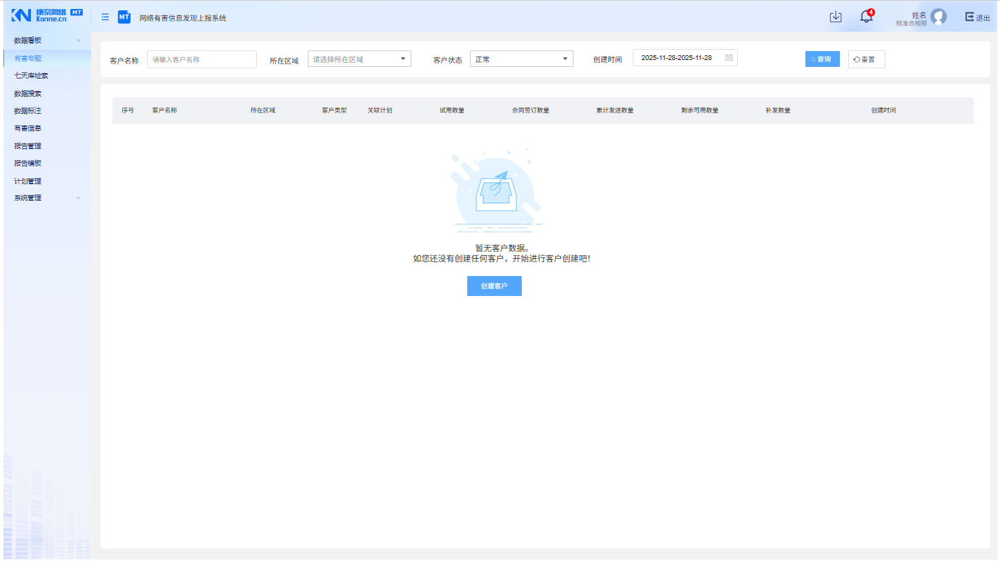 康奈网络 MT
Konne.cn
MT 网络有害信息发现上报系统
4
姓名
标准合规部
退出
数据看板
有害专题
七天库检索
数据搜索
数据标注
有害信息
报告管理
报告模板
计划管理
系统管理
客户名称 请输入客户名称 所在区域 请选择所在区域 客户状态 正常 创建时间 2025-11-28-2025-11-28 查询 重置
序号 客户名称 所在区域 客户类型 关联计划 试用数量 合同签订数量 累计发送数量 剩余可用数量 补发数量 创建时间
暂无客户数据。
如您还没有创建任何客户，开始进行客户创建吧！
创建客户